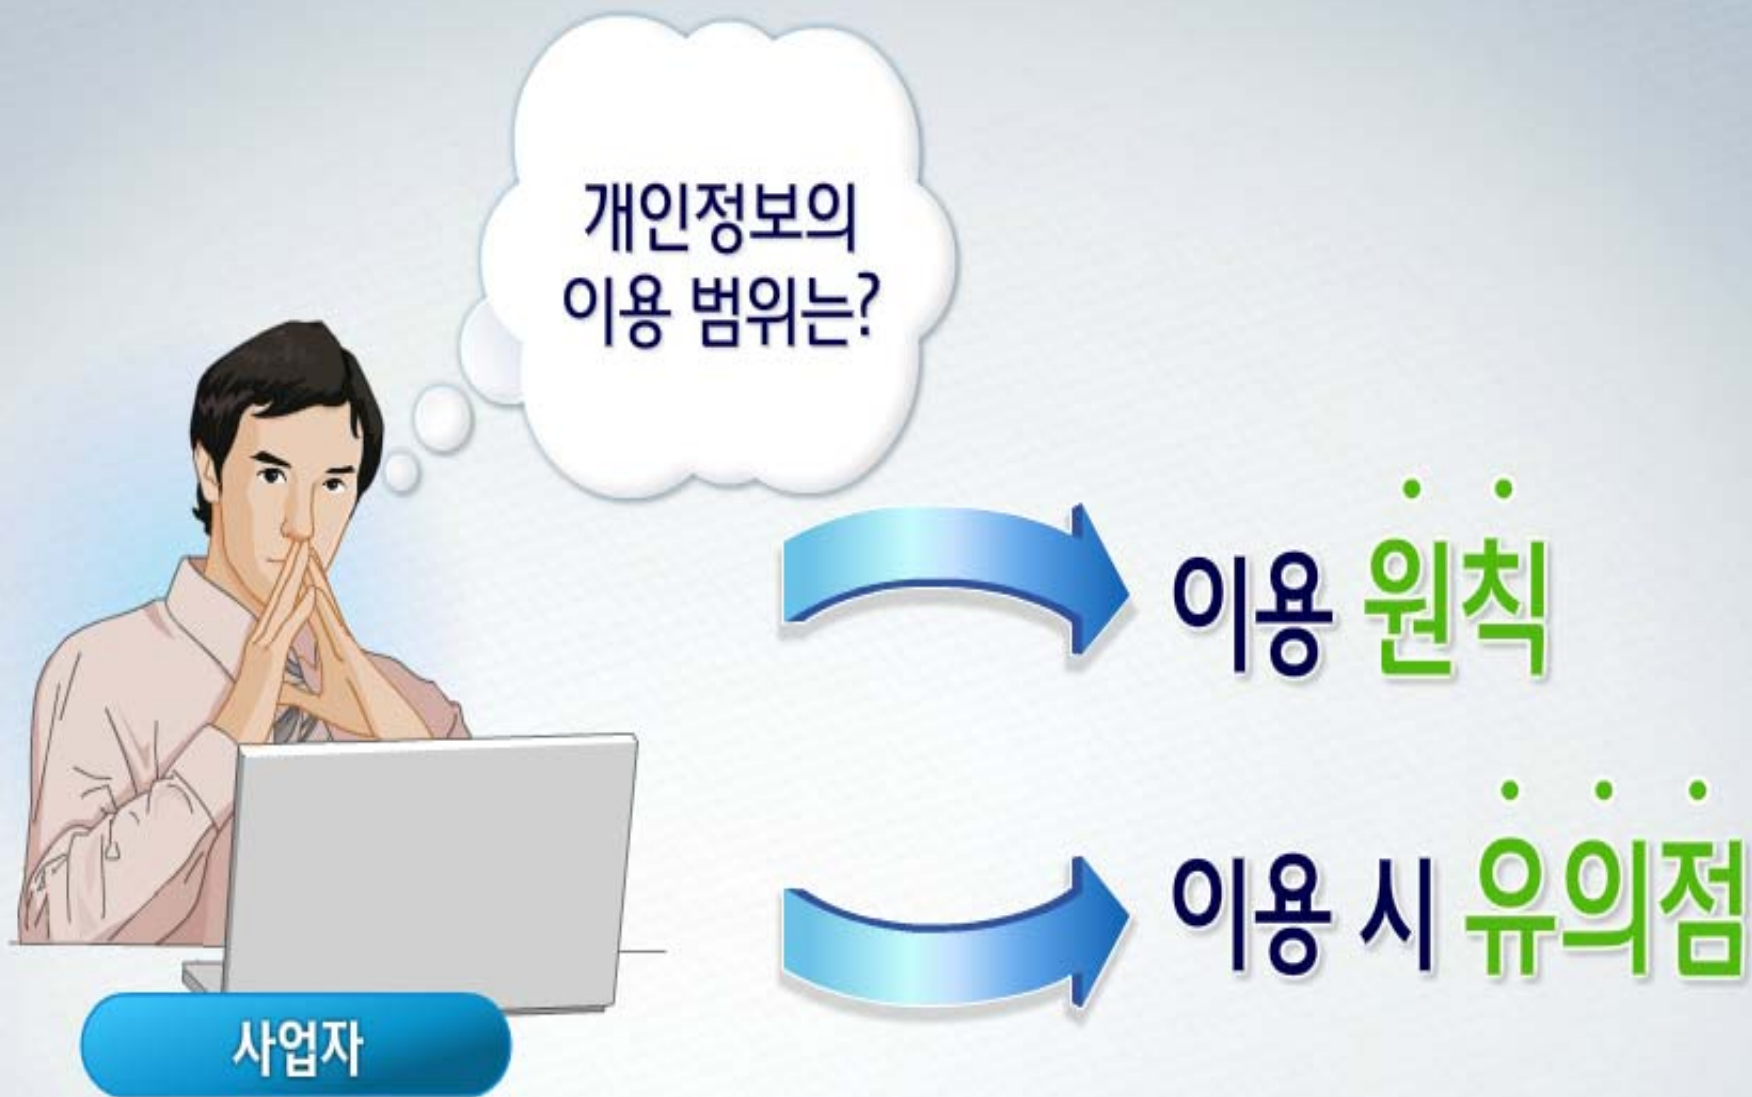 개인정보의
이용 범위는?
이용 원칙
이용 시 유의점
사업자